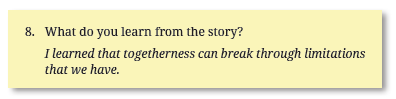 8. What do you learn from the story?
I learned that togetherness can break through limitations
that we have.